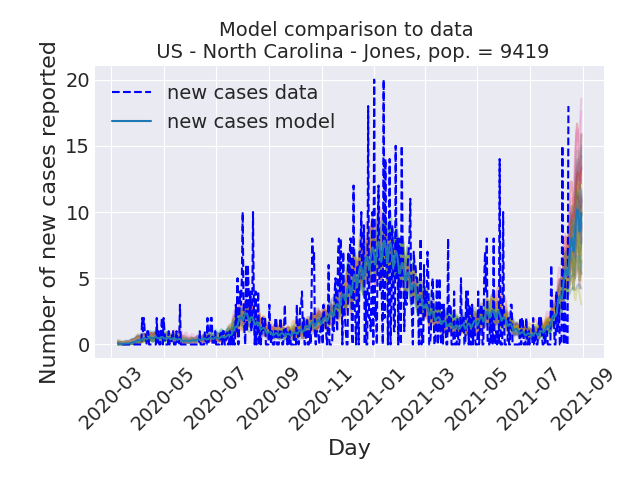 Model comparison to data
US - North Carolina - Jones, pop. = 9419
Number of new cases reported
20
15
10
5
0
new cases data
new cases model
2020-03
2020-05
2020-07
2020-09
2020-11
2021-01
2021-03
2021-05
2021-07
2021-09
Day